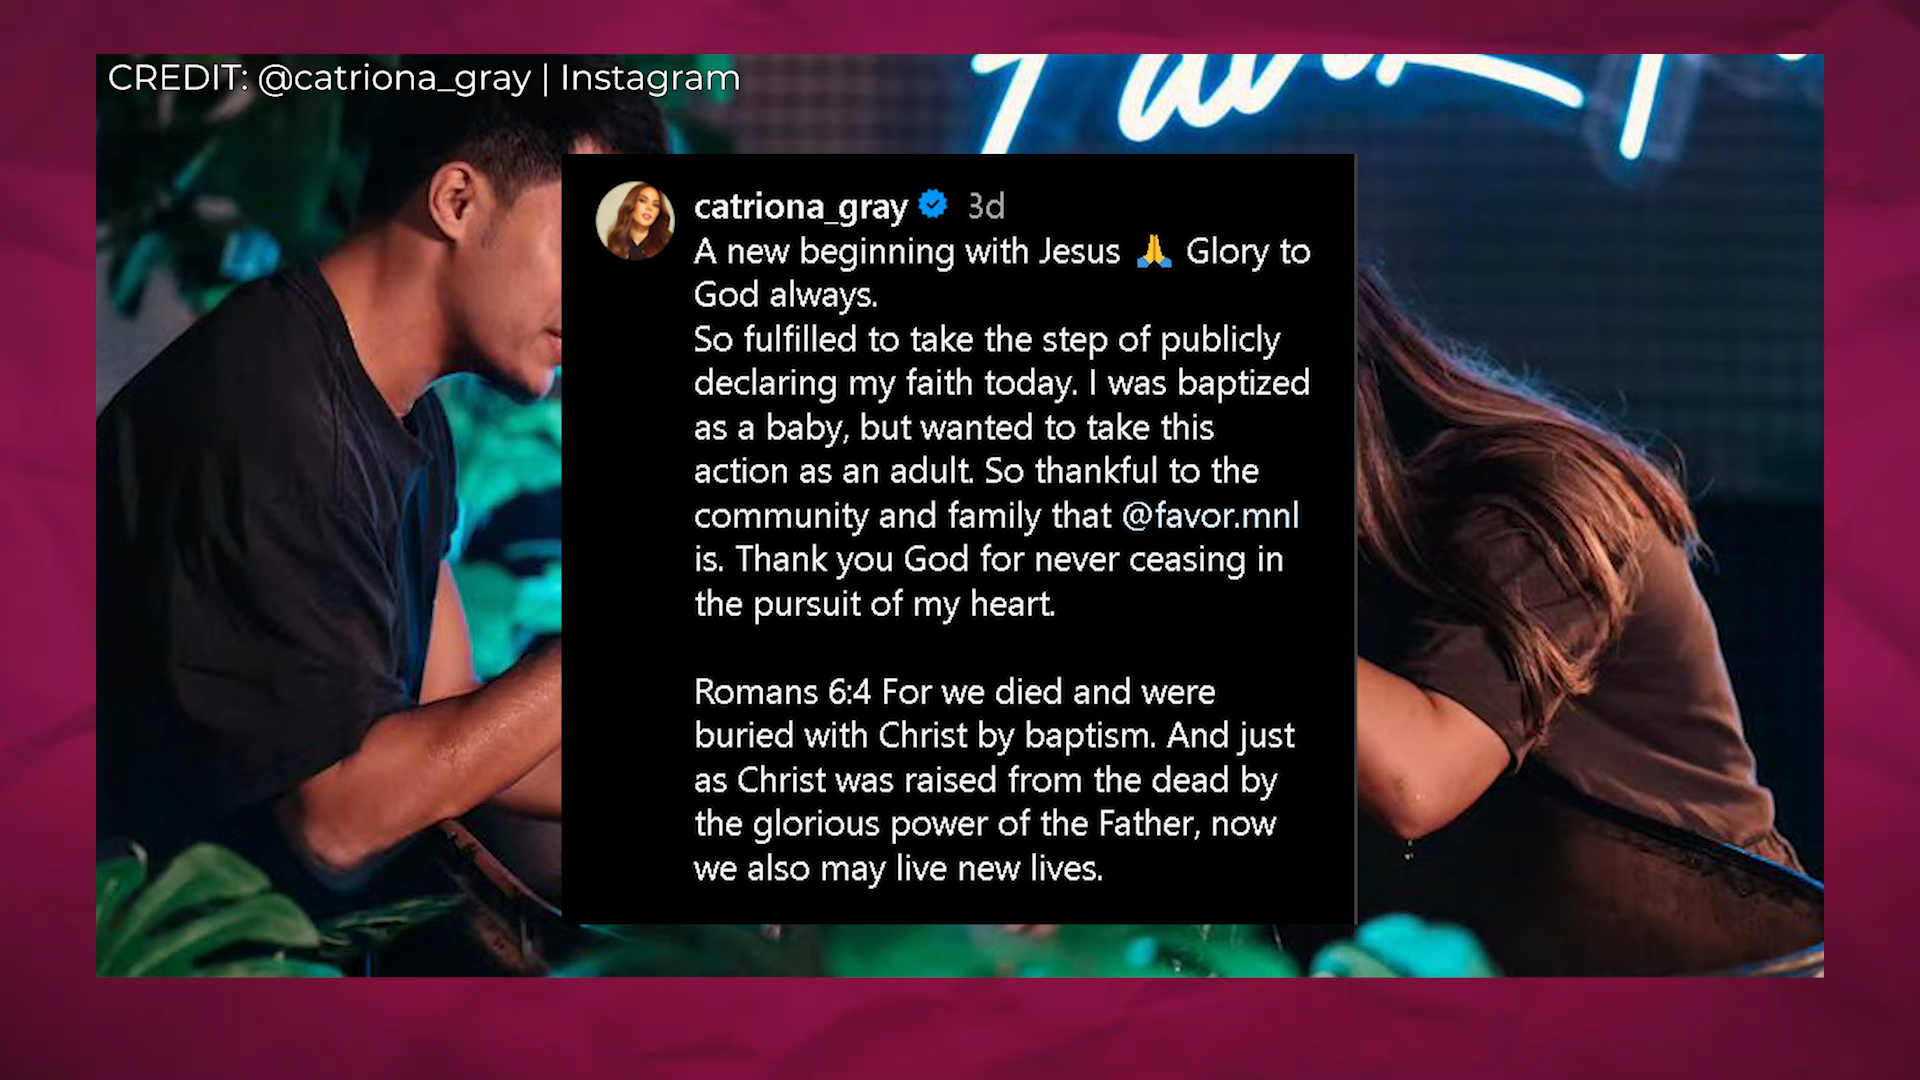 CREDIT: @catriona_gray | Instagram
catriona_gray 3d
A new beginning with Jesus 🙏 Glory to
God always.
So fulfilled to take the step of publicly
declaring my faith today. I was baptized
as a baby, but wanted to take this
action as an adult. So thankful to the
community and family that @favor.mnl
is. Thank you God for never ceasing in
the pursuit of my heart.
Romans 6:4 For we died and were
buried with Christ by baptism. And just
as Christ was raised from the dead by
the glorious power of the Father, now
we also may live new lives.